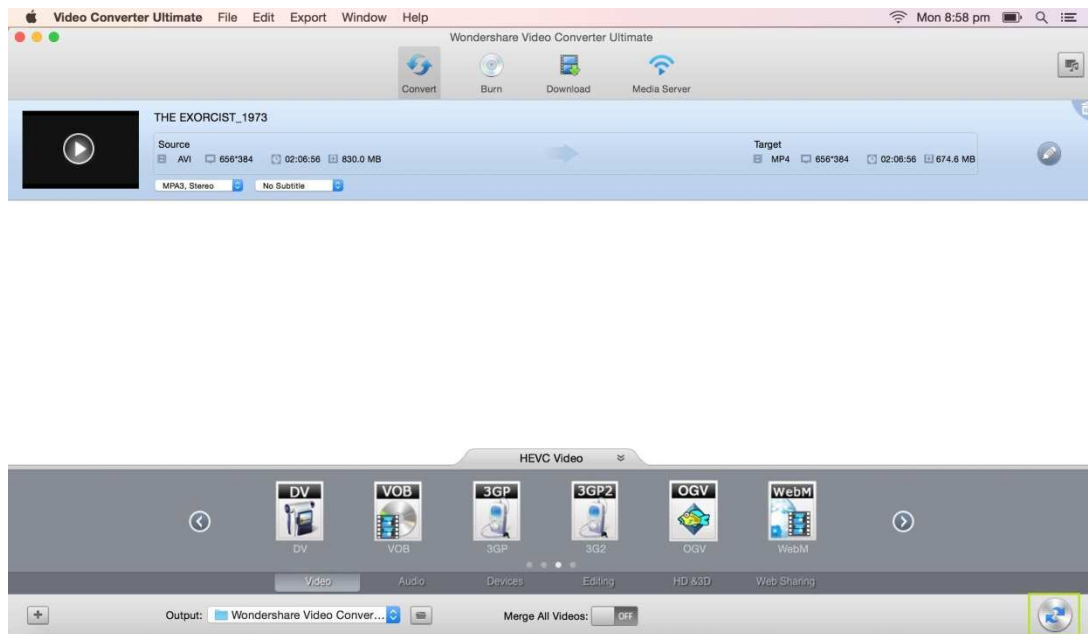 Video Converter Ultimate File Edit Export Window Help Mon 8:58 pm
Wondershare Video Converter Ultimate
Convert Burn Download Media Server
THE EXORCIST_1973
Source Target
AVI 656*384 02:06:56 830.0 MB MP4 656*384 02:06:56 674.6 MB
MPA3, Stereo No Subtitle
HEVC Video
DV VOB 3GP 3GP2 OGV WebM
DV VOB 3GP 3G2 OGV WebM
Video Audio Devices Editing HD &3D Web Sharing
Output: Wondershare Video Conver... Merge All Videos: OFF